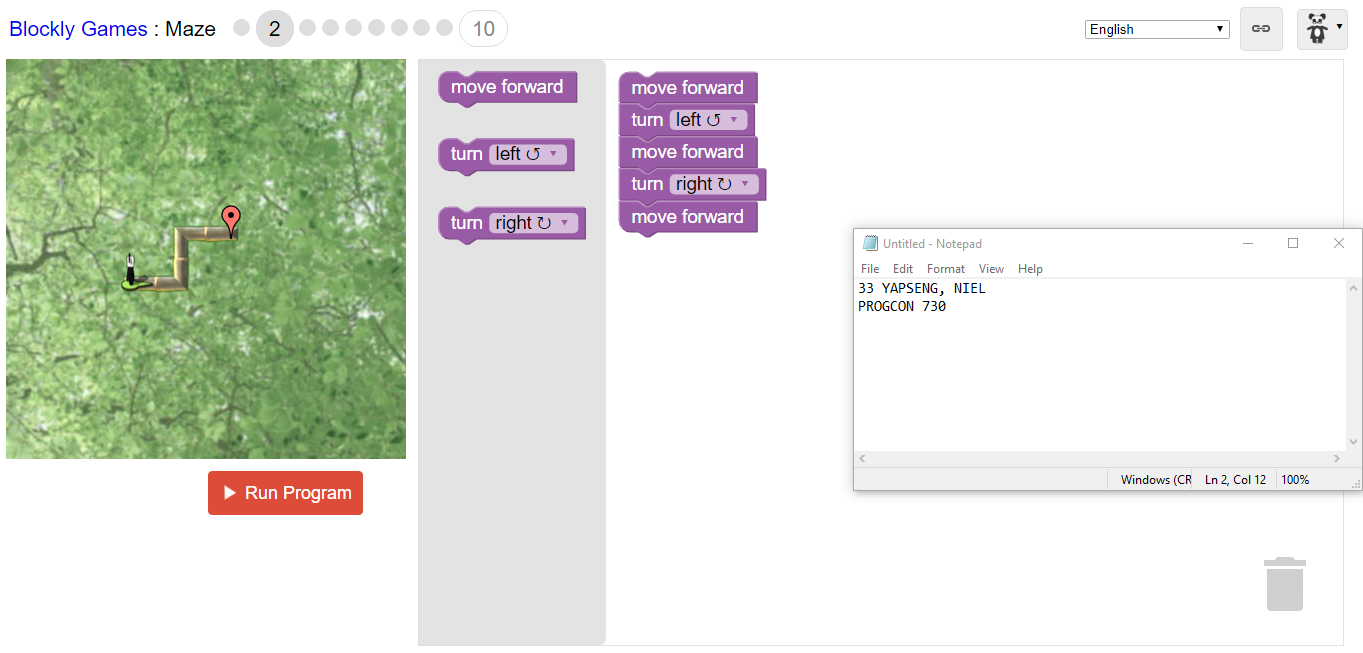 Blockly Games : Maze 2 10
English
move forward
turn left ↺
turn right ↻
move forward
turn left ↺
move forward
turn right ↻
move forward
Run Program
Untitled - Notepad
File Edit Format View Help
33 YAPSENG, NIEL
PROGCON 730
Windows (CR Ln 2, Col 12 100%